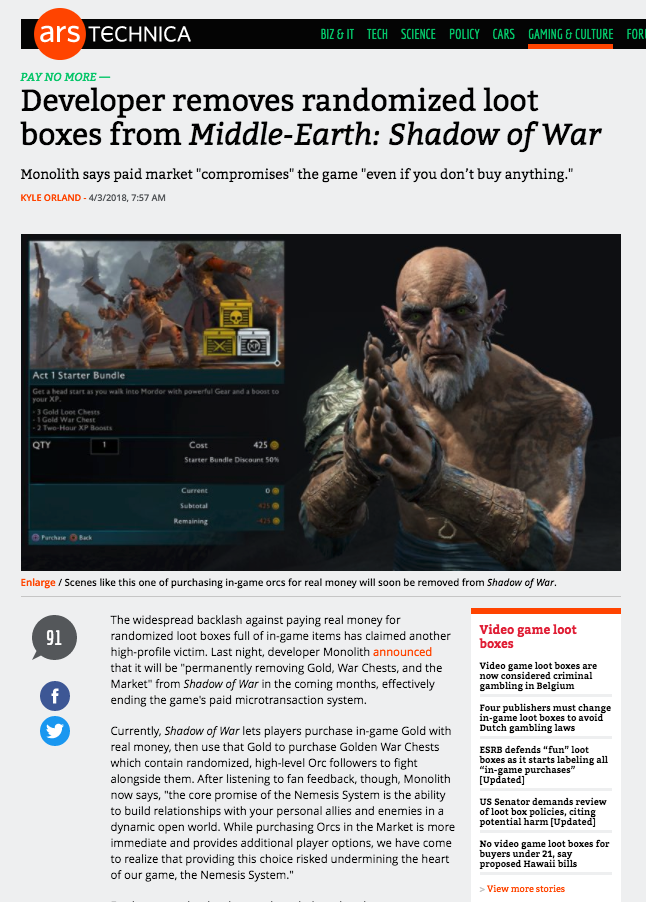 ars TECHNICA
BIZ & IT TECH SCIENCE POLICY CARS GAMING & CULTURE FORU
PAY NO MORE —
Developer removes randomized loot
boxes from Middle-Earth: Shadow of War
Monolith says paid market "compromises" the game "even if you don't buy anything."
KYLE ORLAND - 4/3/2018, 7:57 AM
Act 1 Starter Bundle
Get a head start as you walk into Mordor with powerful Gear and a boost to
your XP.
- 3 Gold Loot Chests
- 1 Gold War Chest
- 2 Two-Hour XP Boosts
QTY 1 Cost 425
Starter Bundle Discount 50%
Current 0
Subtotal 425
Remaining -425
Purchase Back
Enlarge / Scenes like this one of purchasing in-game orcs for real money will soon be removed from Shadow of War.
91
The widespread backlash against paying real money for
randomized loot boxes full of in-game items has claimed another
high-profile victim. Last night, developer Monolith announced
that it will be "permanently removing Gold, War Chests, and the
Market" from Shadow of War in the coming months, effectively
ending the game's paid microtransaction system.
Currently, Shadow of War lets players purchase in-game Gold with
real money, then use that Gold to purchase Golden War Chests
which contain randomized, high-level Orc followers to fight
alongside them. After listening to fan feedback, though, Monolith
now says, "the core promise of the Nemesis System is the ability
to build relationships with your personal allies and enemies in a
dynamic open world. While purchasing Orcs in the Market is more
immediate and provides additional player options, we have come
to realize that providing this choice risked undermining the heart
of our game, the Nemesis System."
Video game loot
boxes
Video game loot boxes are
now considered criminal
gambling in Belgium
Four publishers must change
in-game loot boxes to avoid
Dutch gambling laws
ESRB defends “fun” loot
boxes as it starts labeling all
“in-game purchases”
[Updated]
US Senator demands review
of loot box policies, citing
potential harm [Updated]
No video game loot boxes for
buyers under 21, say
proposed Hawaii bills
> View more stories